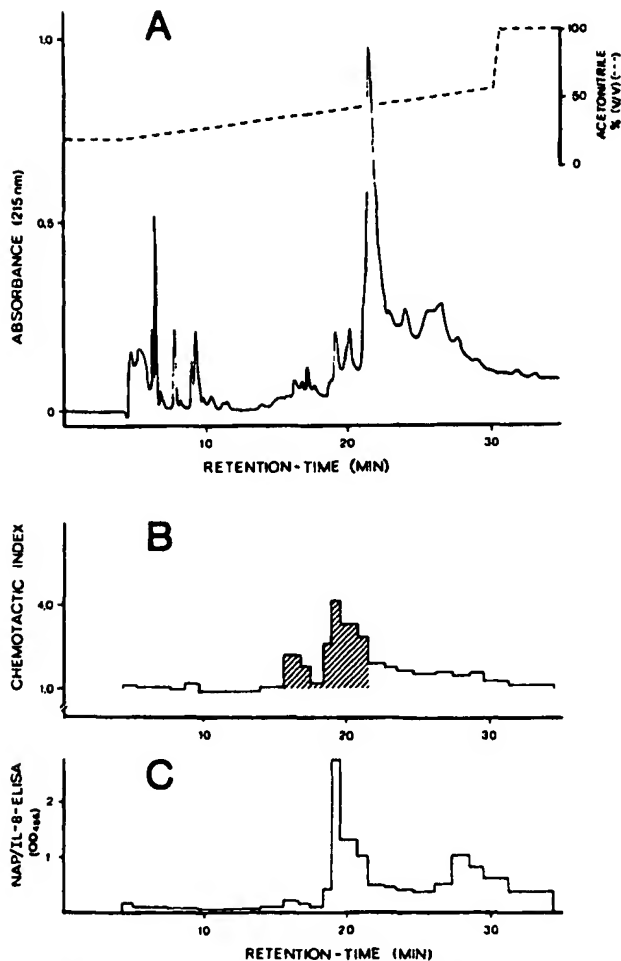 A
1.0
0.5
0
ABSORBANCE (215nm)
100
50
0
ACETONITRILE
% (V/V) (---)
10
20
30
RETENTION-TIME (MIN)
B
CHEMOTACTIC INDEX
4.0
1.0
10
20
30
C
NAP/IL-8-ELISA
(OD₄₉₂)
2
1
10
20
30
RETENTION-TIME (MIN)